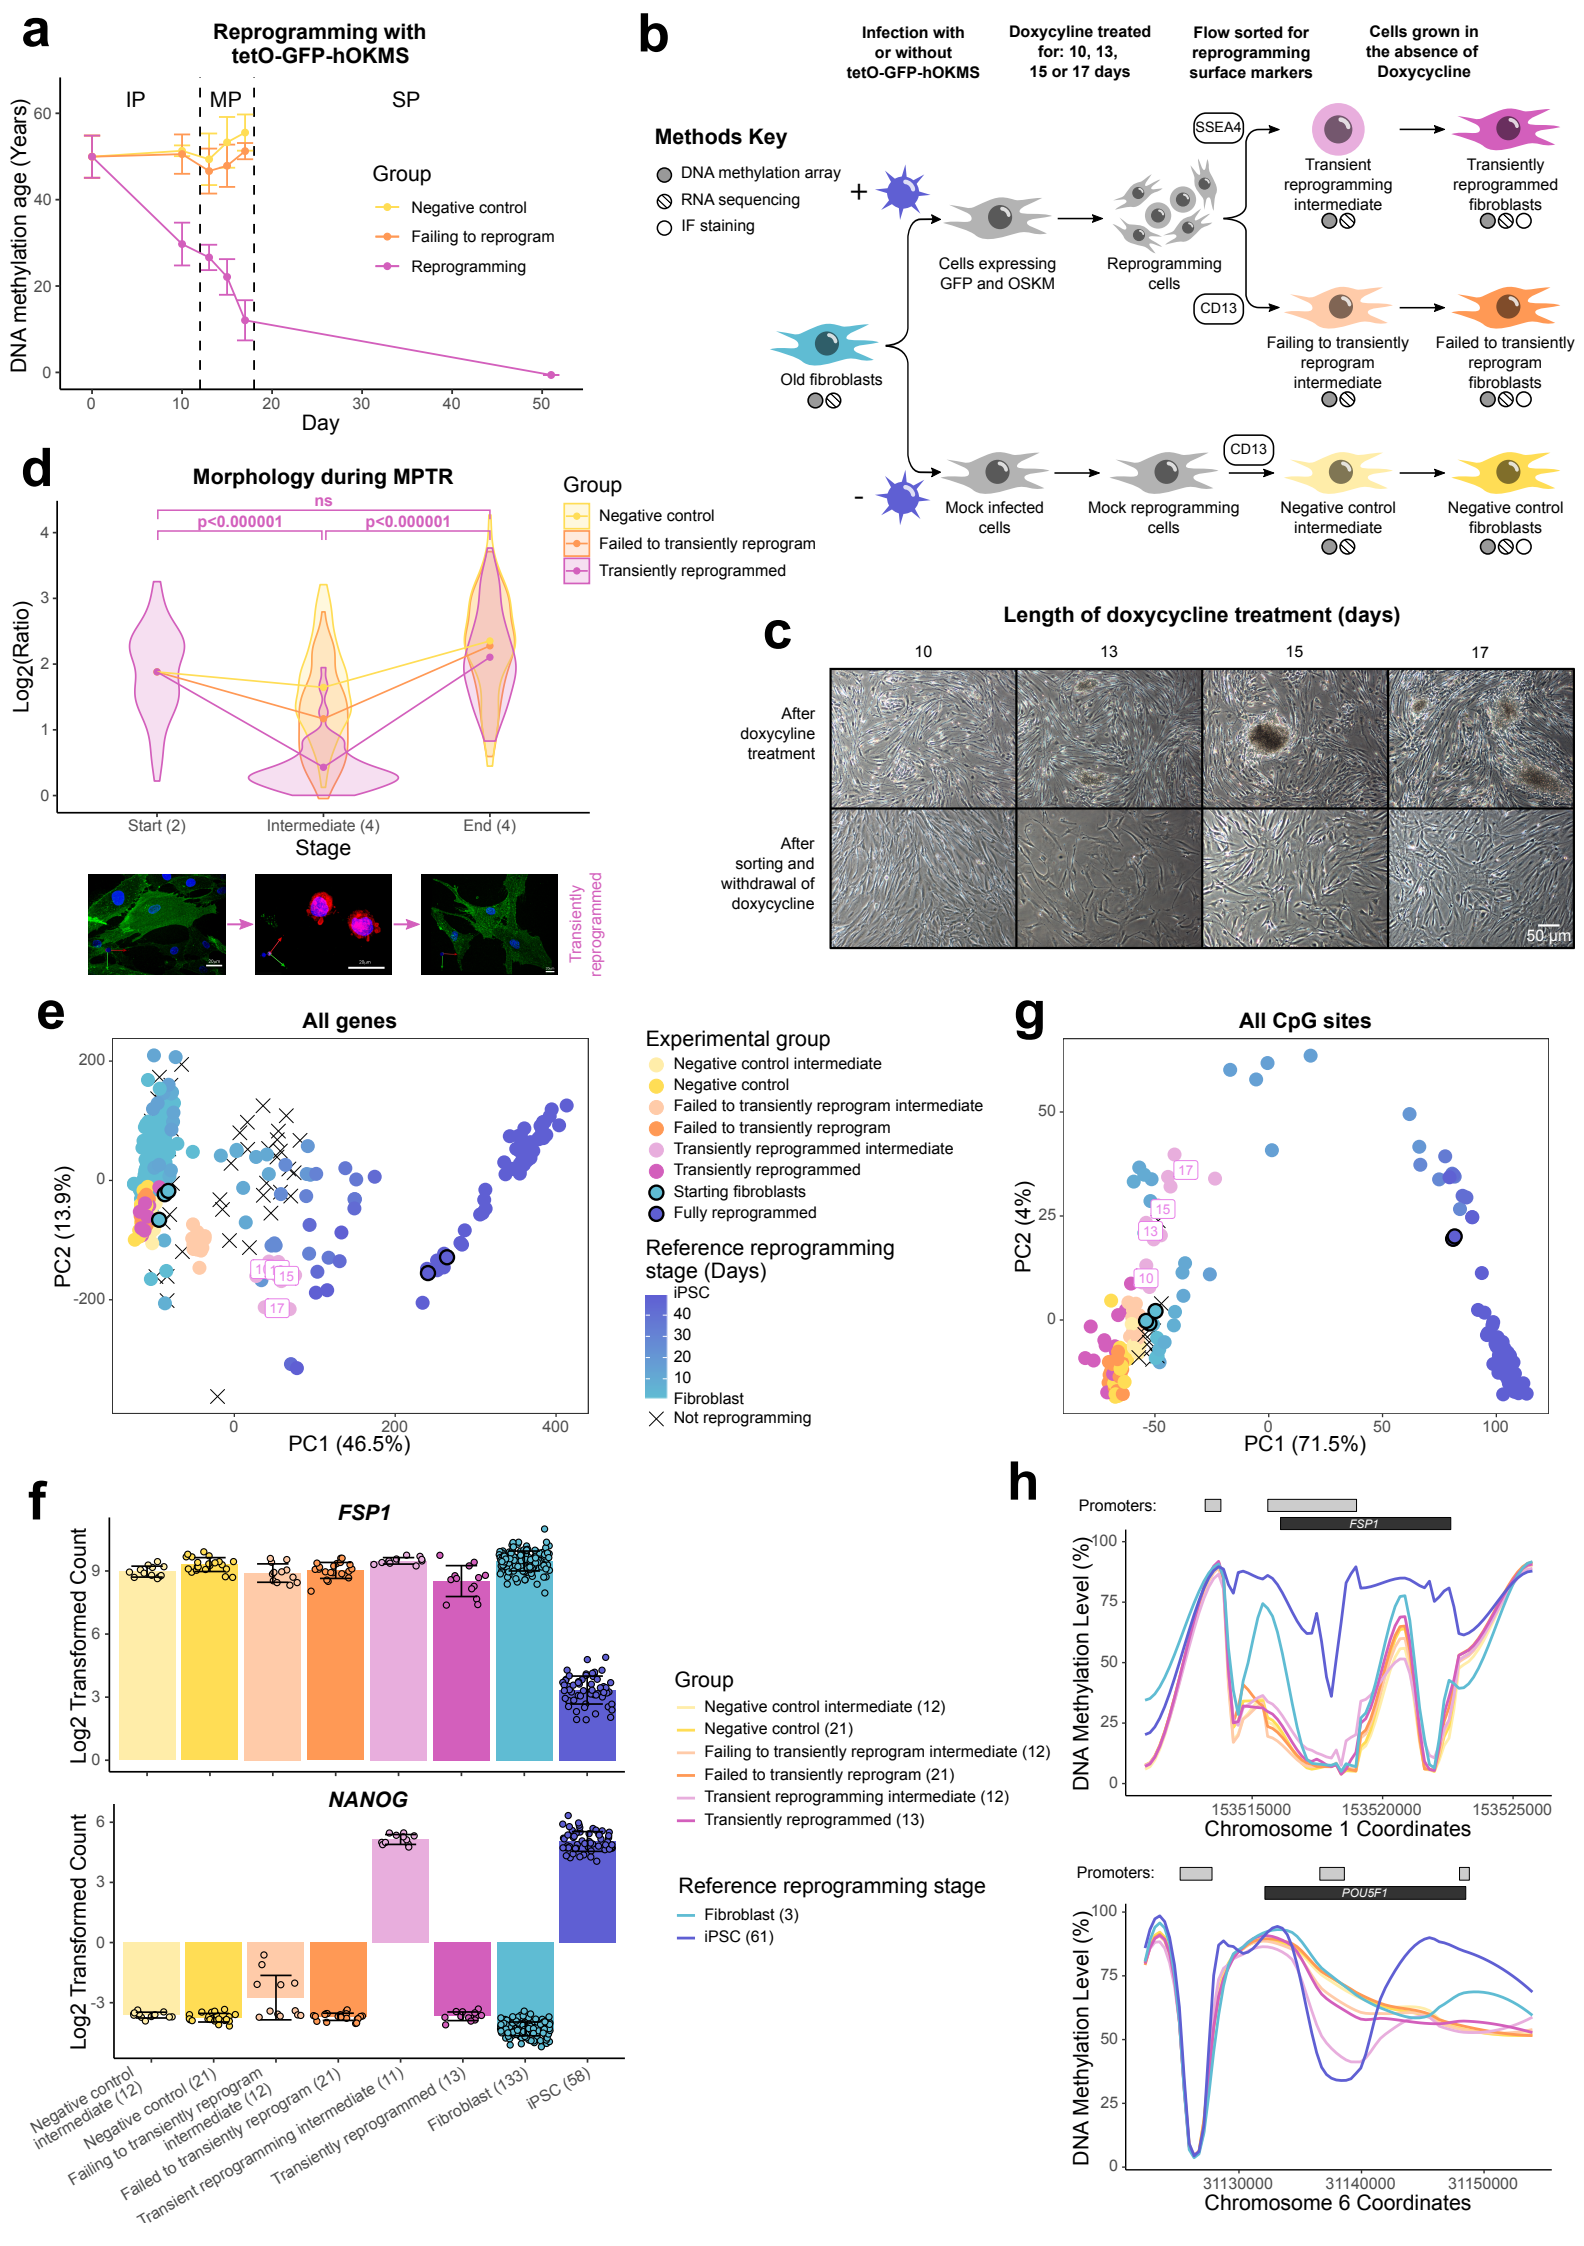 a
Reprogramming with
tetO-GFP-hOKMS
IP
MP
SP
DNA methylation age (Years)
60
40
20
0
Group
Negative control
Failing to reprogram
Reprogramming
0
10
20
30
40
50
Day
b
Infection with
or without
tetO-GFP-hOKMS
Doxycycline treated
for: 10, 13,
15 or 17 days
Flow sorted for
reprogramming
surface markers
Cells grown in
the absence of
Doxycycline
Methods Key
DNA methylation array
RNA sequencing
IF staining
+
-
Old fibroblasts
Cells expressing
GFP and OSKM
Reprogramming
cells
SSEA4
CD13
Transient
reprogramming
intermediate
Transiently
reprogrammed
fibroblasts
Failing to transiently
reprogram
intermediate
Failed to transiently
reprogram
fibroblasts
Mock infected
cells
Mock reprogramming
cells
CD13
Negative control
intermediate
Negative control
fibroblasts
d
Morphology during MPTR
ns
p<0.000001
p<0.000001
Log2(Ratio)
4
3
2
1
0
Start (2)
Intermediate (4)
End (4)
Stage
Group
Negative control
Failed to transiently reprogram
Transiently reprogrammed
Transiently
reprogrammed
c
Length of doxycycline treatment (days)
10
13
15
17
After
doxycyline
treatment
After
sorting and
withdrawal of
doxycycline
50 µm
e
All genes
PC2 (13.9%)
200
0
-200
15
17
0
200
400
PC1 (46.5%)
Experimental group
Negative control intermediate
Negative control
Failed to transiently reprogram intermediate
Failed to transiently reprogram
Transiently reprogrammed intermediate
Transiently reprogrammed
Starting fibroblasts
Fully reprogrammed
Reference reprogramming
stage (Days)
iPSC
40
30
20
10
Fibroblast
Not reprogramming
g
All CpG sites
PC2 (4%)
50
25
0
17
15
13
10
-50
0
50
100
PC1 (71.5%)
f
FSP1
Log2 Transformed Count
9
6
3
0
NANOG
Log2 Transformed Count
6
3
0
-3
Negative control
intermediate (12)
Negative control (21)
Failing to transiently reprogram
intermediate (12)
Failed to transiently reprogram (21)
Transient reprogramming intermediate (11)
Transiently reprogrammed (13)
Fibroblast (133)
iPSC (58)
Group
Negative control intermediate (12)
Negative control (21)
Failing to transiently reprogram intermediate (12)
Failed to transiently reprogram (21)
Transient reprogramming intermediate (12)
Transiently reprogrammed (13)
Reference reprogramming stage
Fibroblast (3)
iPSC (61)
h
Promoters:
FSP1
DNA Methylation Level (%)
100
75
50
25
0
153515000
153520000
153525000
Chromosome 1 Coordinates
Promoters:
POU5F1
DNA Methylation Level (%)
100
75
50
25
0
31130000
31140000
31150000
Chromosome 6 Coordinates